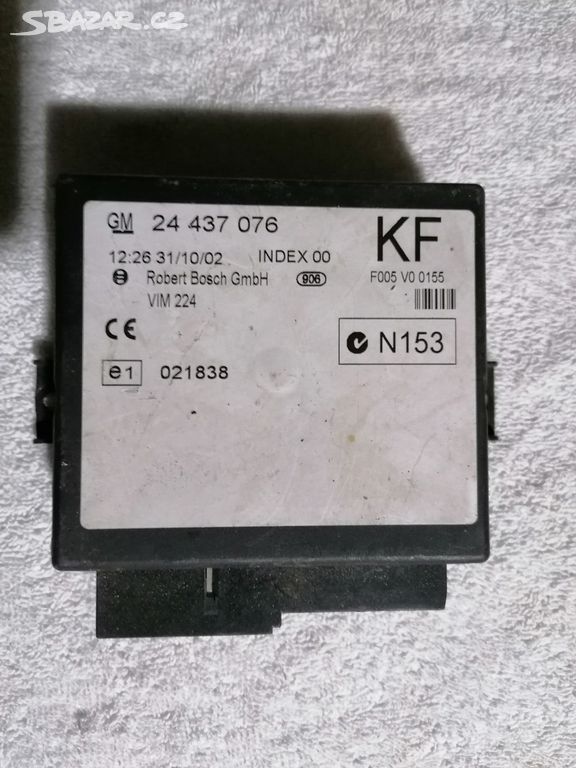 SBAZAR.CZ
GM 24 437 076 KF
12:26 31/10/02 INDEX 00
Robert Bosch GmbH 906 F005 V0 0155
VIM 224
CE N153
e1 021838